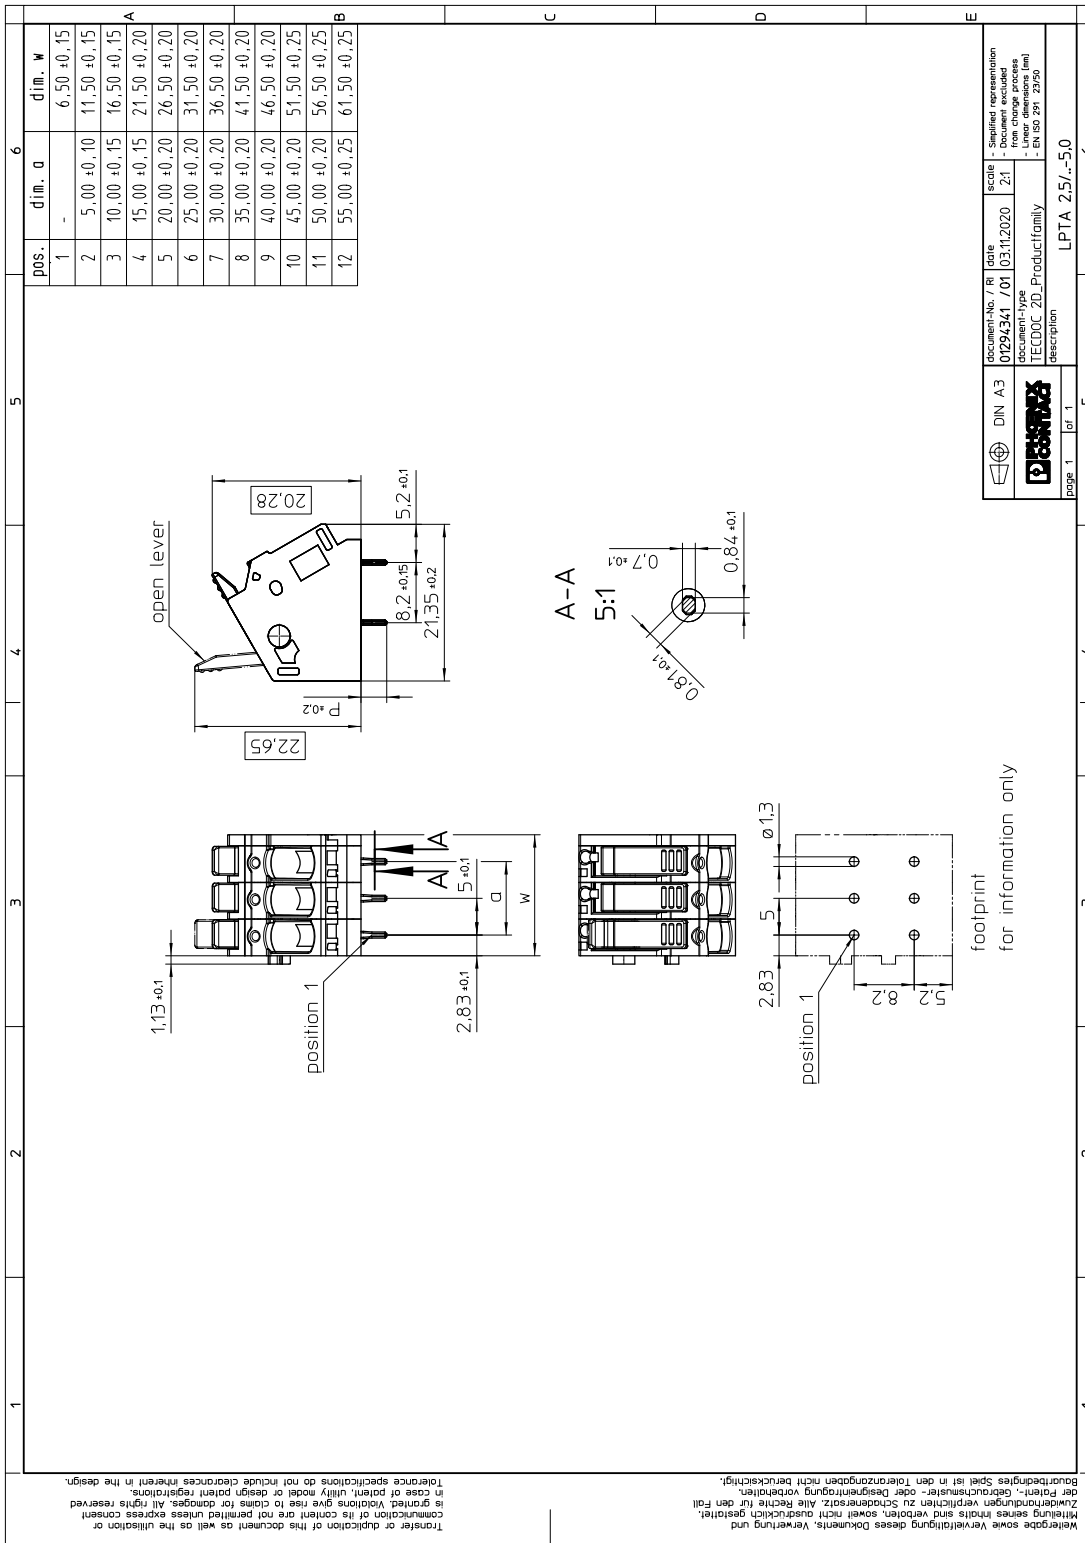 1
2
3
4
5
6
A
B
C
D
E
pos. dim. a dim. w
1 - 6,50 ±0,15
2 5,00 ±0,10 11,50 ±0,15
3 10,00 ±0,15 16,50 ±0,15
4 15,00 ±0,15 21,50 ±0,20
5 20,00 ±0,20 26,50 ±0,20
6 25,00 ±0,20 31,50 ±0,20
7 30,00 ±0,20 36,50 ±0,20
8 35,00 ±0,20 41,50 ±0,20
9 40,00 ±0,20 46,50 ±0,20
10 45,00 ±0,20 51,50 ±0,25
11 50,00 ±0,20 56,50 ±0,25
12 55,00 ±0,25 61,50 ±0,25
open lever
20,28
22,65
P ±0,2
5,2 ±0,1
8,2 ±0,15
21,35 ±0,2
1,13 ±0,1
position 1
A
A
5 ±0,1
a
2,83 ±0,1
w
A-A
5:1
0,7 ±0,1
0,84 ±0,1
0,81 ±0,1
ø1,3
5
2,83
position 1
8,2
5,2
footprint
for information only
DIN A3
PHOENIX
CONTACT
page 1 of 1
document-No. / RI
01294341 / 01
date
03.11.2020
scale
2:1
document-type
TECDOC 2D_Productfamily
description
LPTA 2,5/..-5,0
- Simplified representation
- Document excluded
from change process
- Linear dimensions [mm]
- EN ISO 291 23/50
Transfer or duplication of this document as well as the utilisation or
communication of its content are not permitted unless express consent
is granted. Violations give rise to claims for damages. All rights reserved
in case of patent, utility model or design patent registrations.
Tolerance specifications do not include clearances inherent in the design.
Weitergabe sowie Vervielfältigung dieses Dokuments, Verwertung und
Mitteilung seines Inhalts sind verboten, soweit nicht ausdrücklich gestattet.
Zuwiderhandlungen verpflichten zu Schadenersatz. Alle Rechte für den Fall
der Patent-, Gebrauchsmuster- oder Designeintragung vorbehalten.
Bauartbedingtes Spiel ist in den Toleranzangaben nicht berücksichtigt.